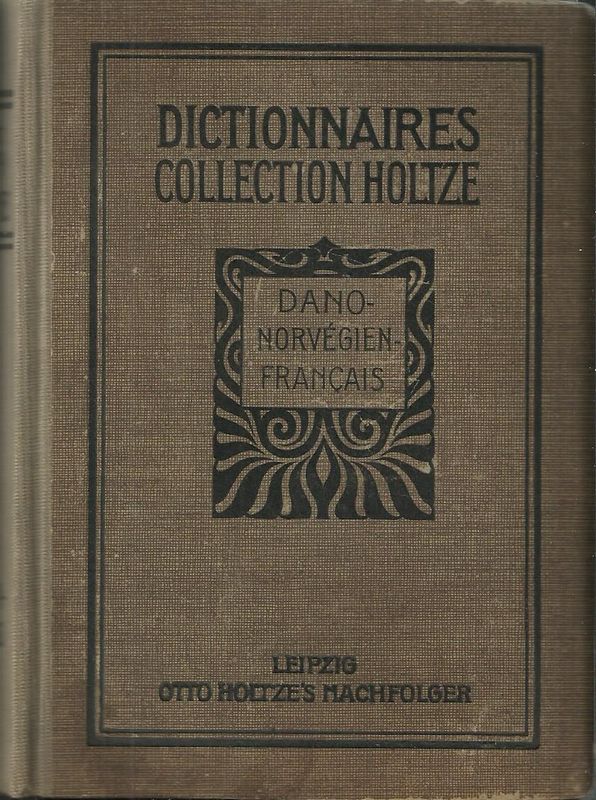 DICTIONNAIRES
COLLECTION HOLTZE
DANO-
NORVÉGIEN-
FRANÇAIS
LEIPZIG
OTTO HOLTZE'S NACHFOLGER